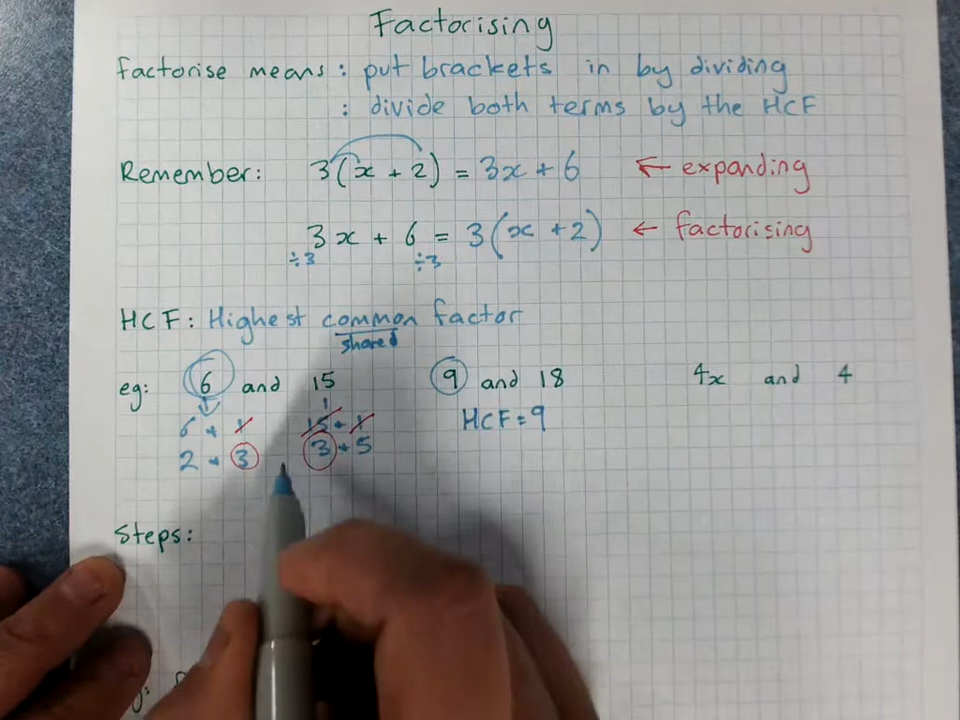 Factorising
factorise means: put brackets in by dividing
: divide both terms by the HCF
Remember: 3(x + 2) = 3x + 6 ← expanding
3x + 6 = 3(x + 2) ← factorising
÷3 ÷3
HCF: Highest common factor
shared
eg: 6 and 15 9 and 18 4x and 4
1
6 * 1 15 * 1 HCF = 9
2 * 3 3 * 5
Steps: